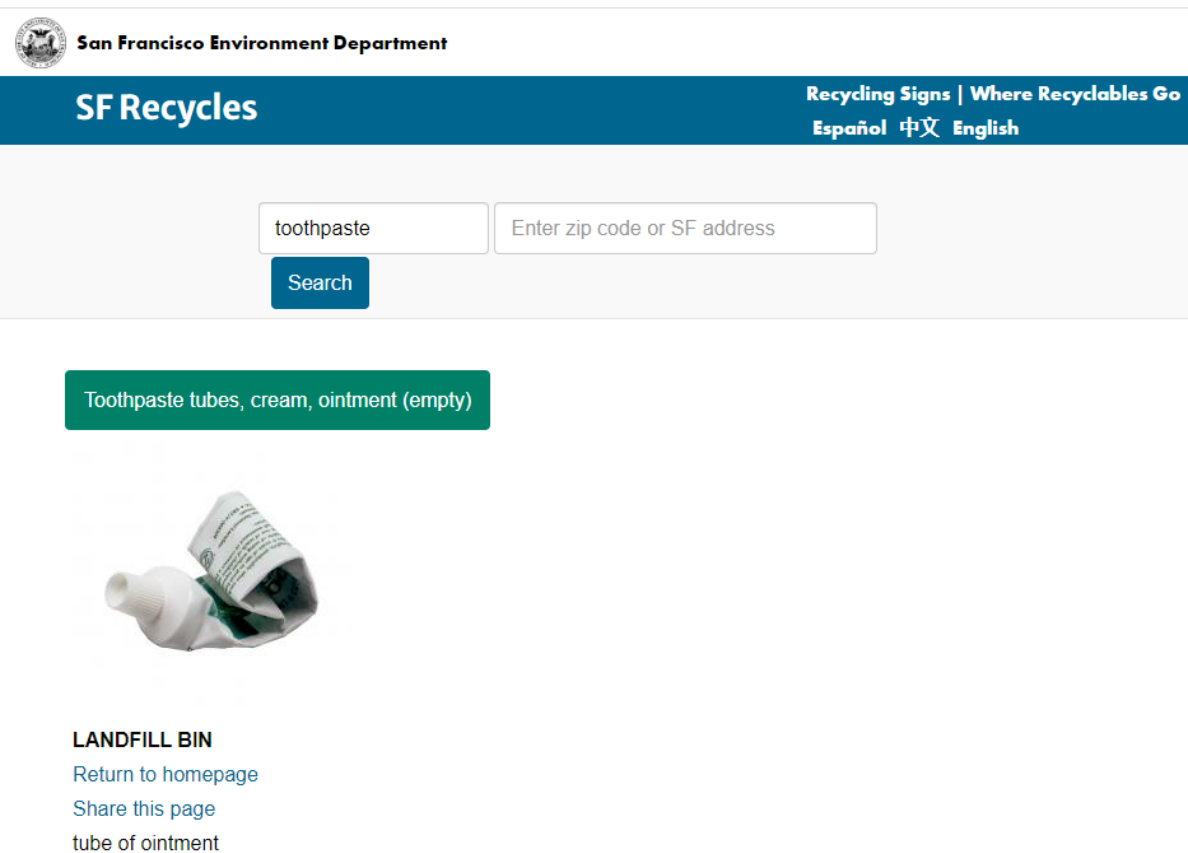 San Francisco Environment Department
SF Recycles
Recycling Signs | Where Recyclables Go
Español 中文 English
toothpaste
Enter zip code or SF address
Search
Toothpaste tubes, cream, ointment (empty)
LANDFILL BIN
Return to homepage
Share this page
tube of ointment